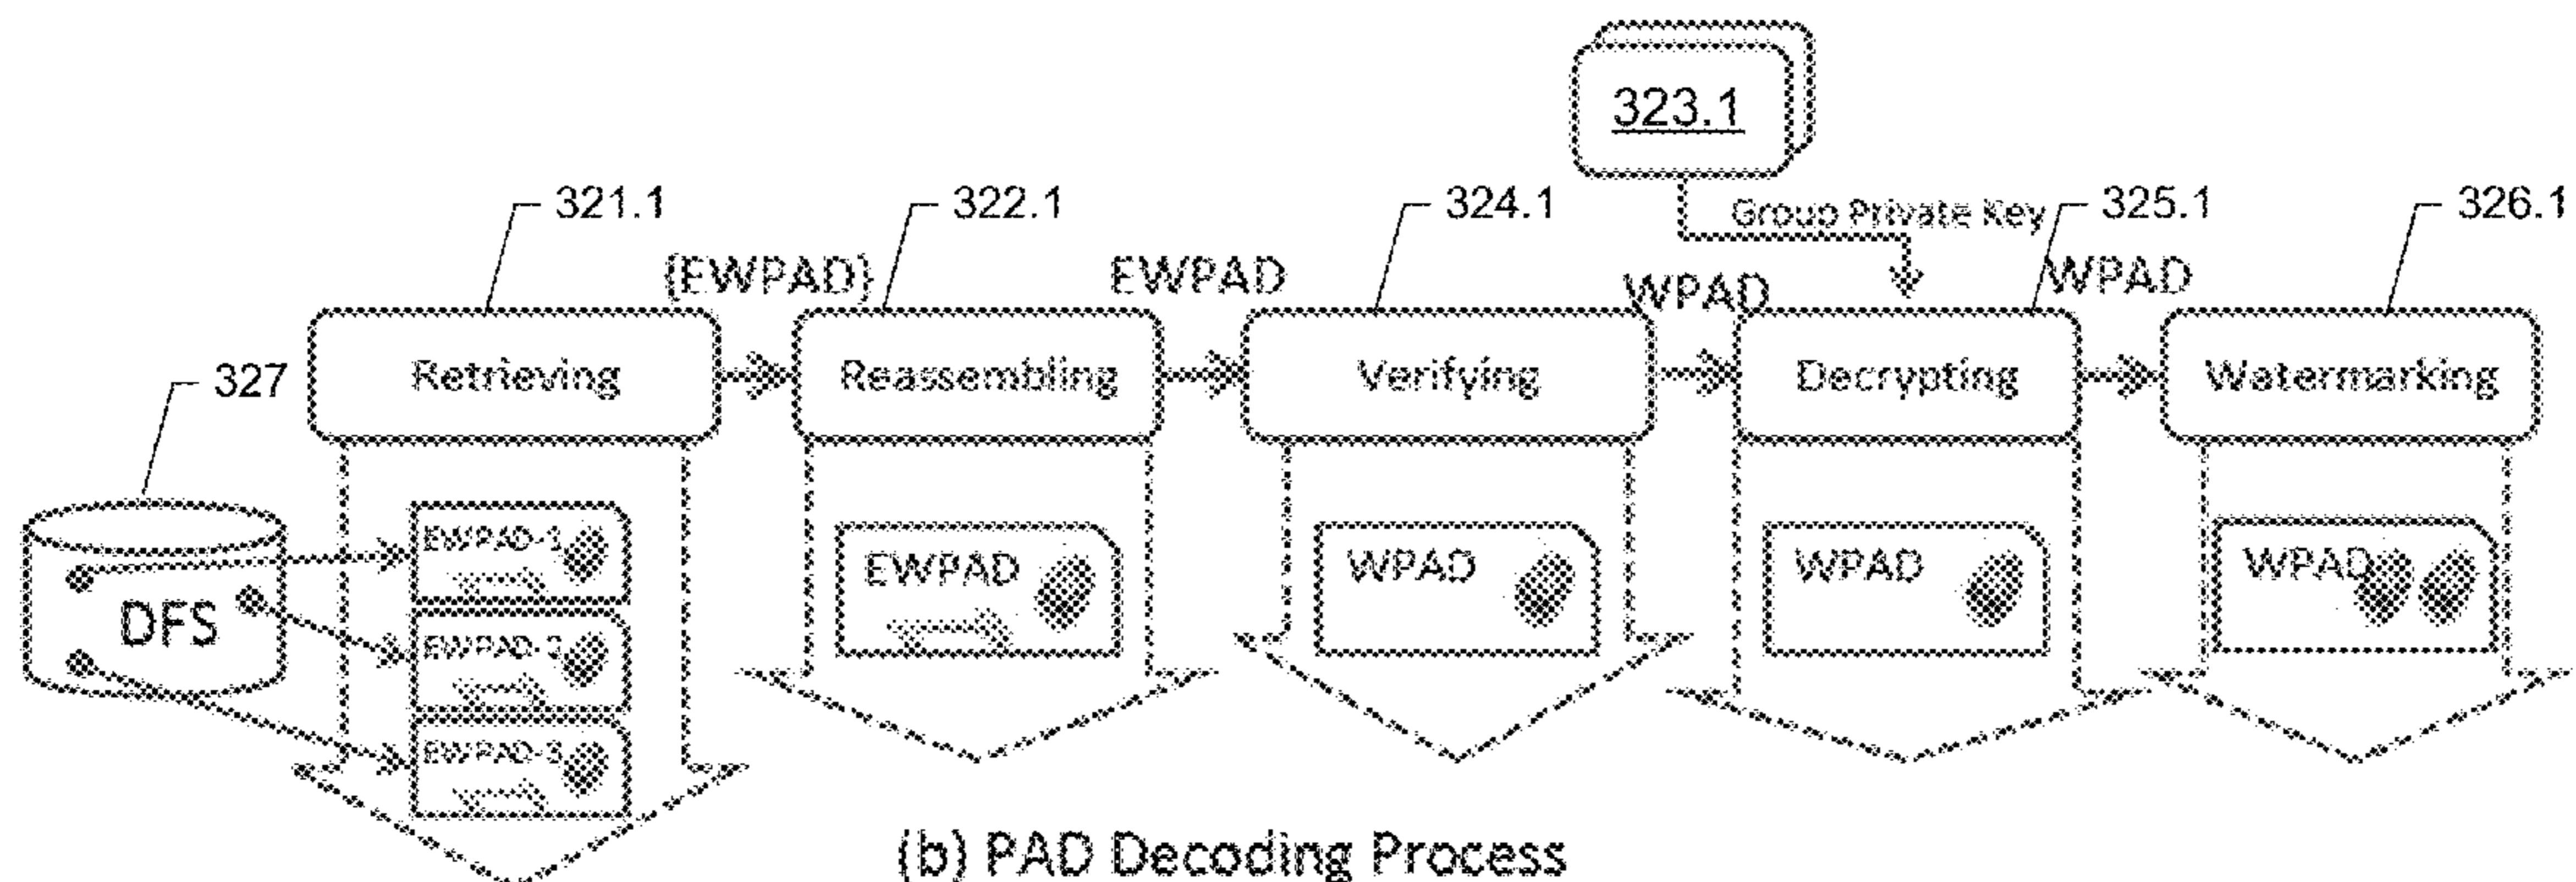 323.1
321.1
322.1
324.1
Group Private Key
325.1
326.1
{EWPAD}
EWPAD
WPAD
WPAD
327
Retrieving
Reassembling
Verifying
Decrypting
Watermarking
DFS
EWPAD-1
EWPAD-2
EWPAD-3
EWPAD
WPAD
WPAD
WPAD
(b) PAD Decoding Process